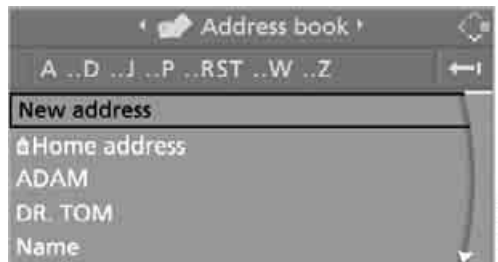 Address book
A ..D ..J ..P ..RST ..W ..Z
New address
Home address
ADAM
DR. TOM
Name